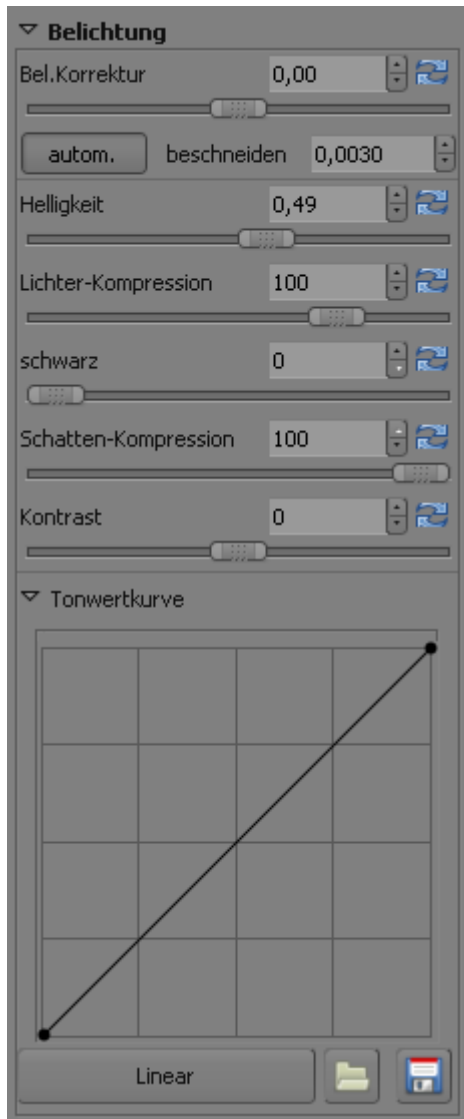 Belichtung
Bel.Korrektur 0,00
autom. beschneiden 0,0030
Helligkeit 0,49
Lichter-Kompression 100
schwarz 0
Schatten-Kompression 100
Kontrast 0
Tonwertkurve
Linear